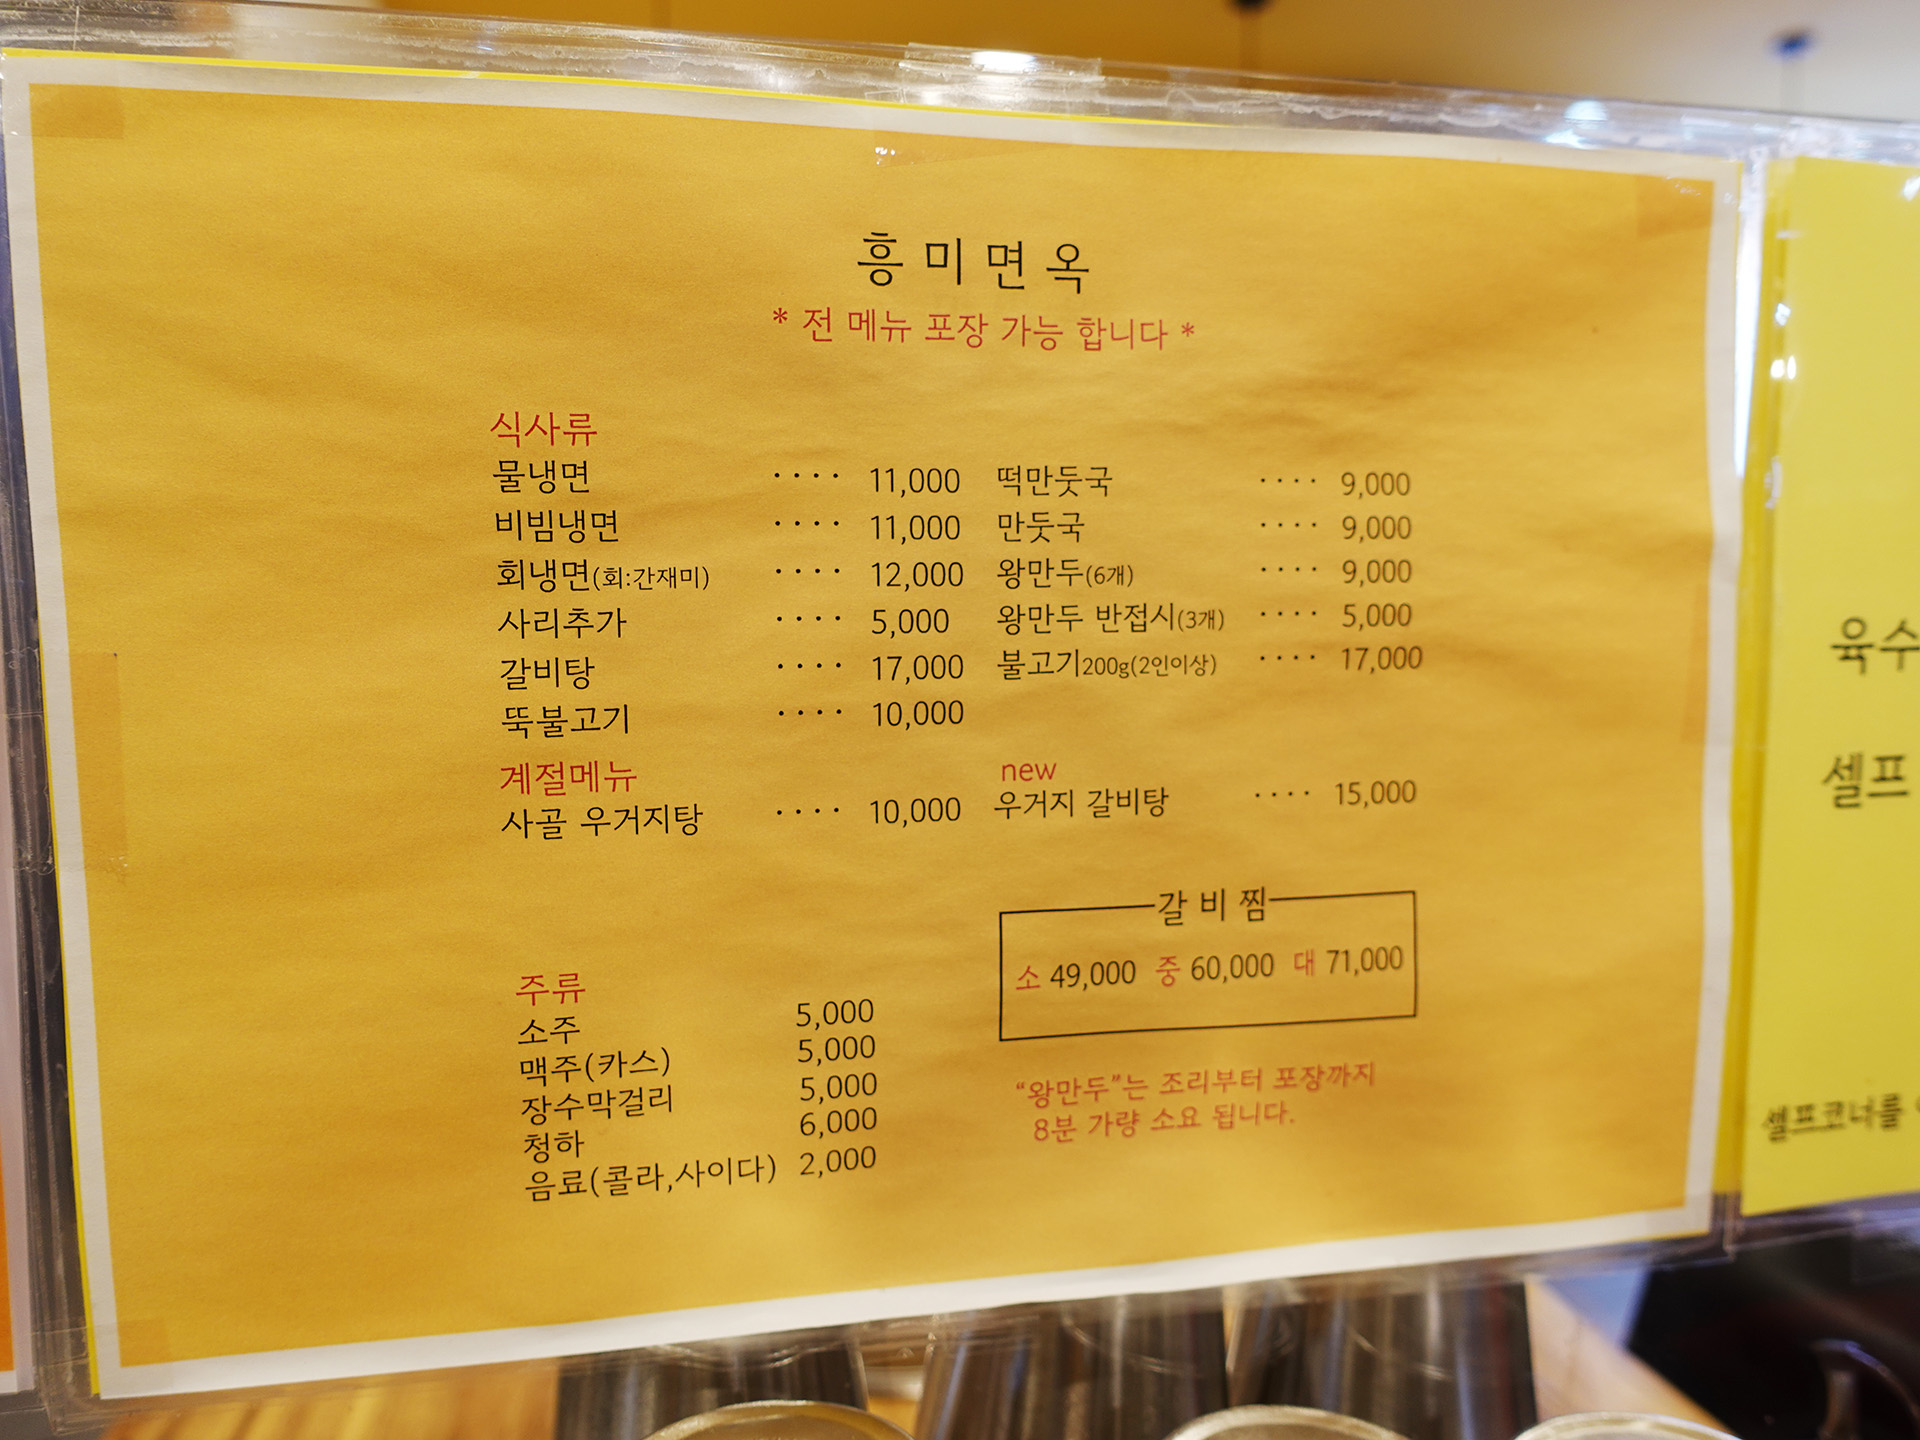 흥미면옥
* 전 메뉴 포장 가능 합니다 *
식사류
물냉면 ···· 11,000
비빔냉면 ···· 11,000
회냉면(회:간재미) ···· 12,000
사리추가 ···· 5,000
갈비탕 ···· 17,000
뚝불고기 ···· 10,000
떡만둣국 ···· 9,000
만둣국 ···· 9,000
왕만두(6개) ···· 9,000
왕만두 반접시(3개) ···· 5,000
불고기200g(2인이상) ···· 17,000
계절메뉴
사골 우거지탕 ···· 10,000
new
우거지 갈비탕 ···· 15,000
갈비찜
소 49,000 중 60,000 대 71,000
주류
소주 5,000
맥주(카스) 5,000
장수막걸리 5,000
청하 6,000
음료(콜라,사이다) 2,000
“왕만두”는 조리부터 포장까지
8분 가량 소요 됩니다.
육수
셀프
셀프코너를